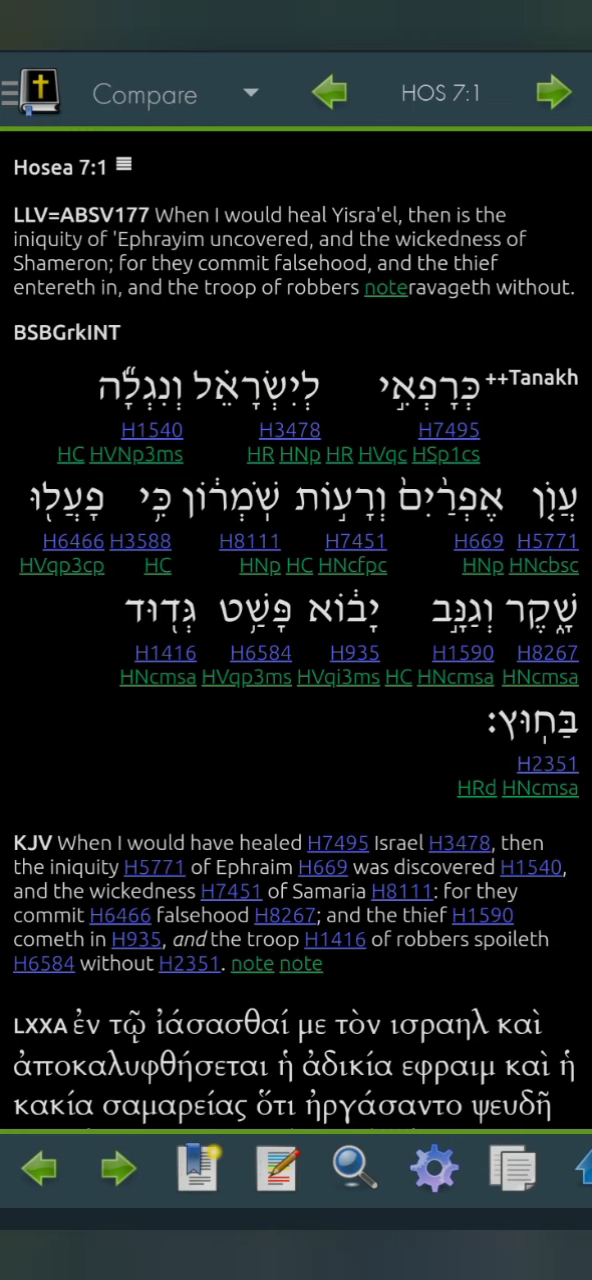 Compare HOS 7:1
Hosea 7:1
LLV=ABSV177 When I would heal Yisra'el, then is the
iniquity of 'Ephrayim uncovered, and the wickedness of
Shameron; for they commit falsehood, and the thief
entereth in, and the troop of robbers noteravageth without.
BSBGrkINT
++Tanakh כְּרָפְאִ֣י לְיִשְׂרָאֵ֗ל וְנִגְלָ֞ה
H1540 H3478 H7495
HC HVNp3ms HR HNp HR HVqc HSp1cs
עֲוֺ֤ן אֶפְרַ֙יִם֙ וְרָע֣וֹת שֹֽׁמְר֔וֹן כִּ֥י פָעֲל֖וּ
H6466 H3588 H8111 H7451 H669 H5771
HVqp3cp HC HNp HC HNcfpc HNp HNcbsc
שָׁ֑קֶר וְגַנָּ֣ב יָב֔וֹא פָּשַׁ֥ט גְּד֖וּד
H1416 H6584 H935 H1590 H8267
HNcmsa HVqp3ms HVqi3ms HC HNcmsa HNcmsa
בַּחֽוּץ׃
H2351
HRd HNcmsa
KJV When I would have healed H7495 Israel H3478, then
the iniquity H5771 of Ephraim H669 was discovered H1540,
and the wickedness H7451 of Samaria H8111: for they
commit H6466 falsehood H8267; and the thief H1590
cometh in H935, and the troop H1416 of robbers spoileth
H6584 without H2351. note note
LXXA ἐν τῷ ἰάσασθαί με τὸν ισραηλ καὶ
ἀποκαλυφθήσεται ἡ ἀδικία εφραιμ καὶ ἡ
κακία σαμαρείας ὅτι ἠργάσαντο ψευδῆ